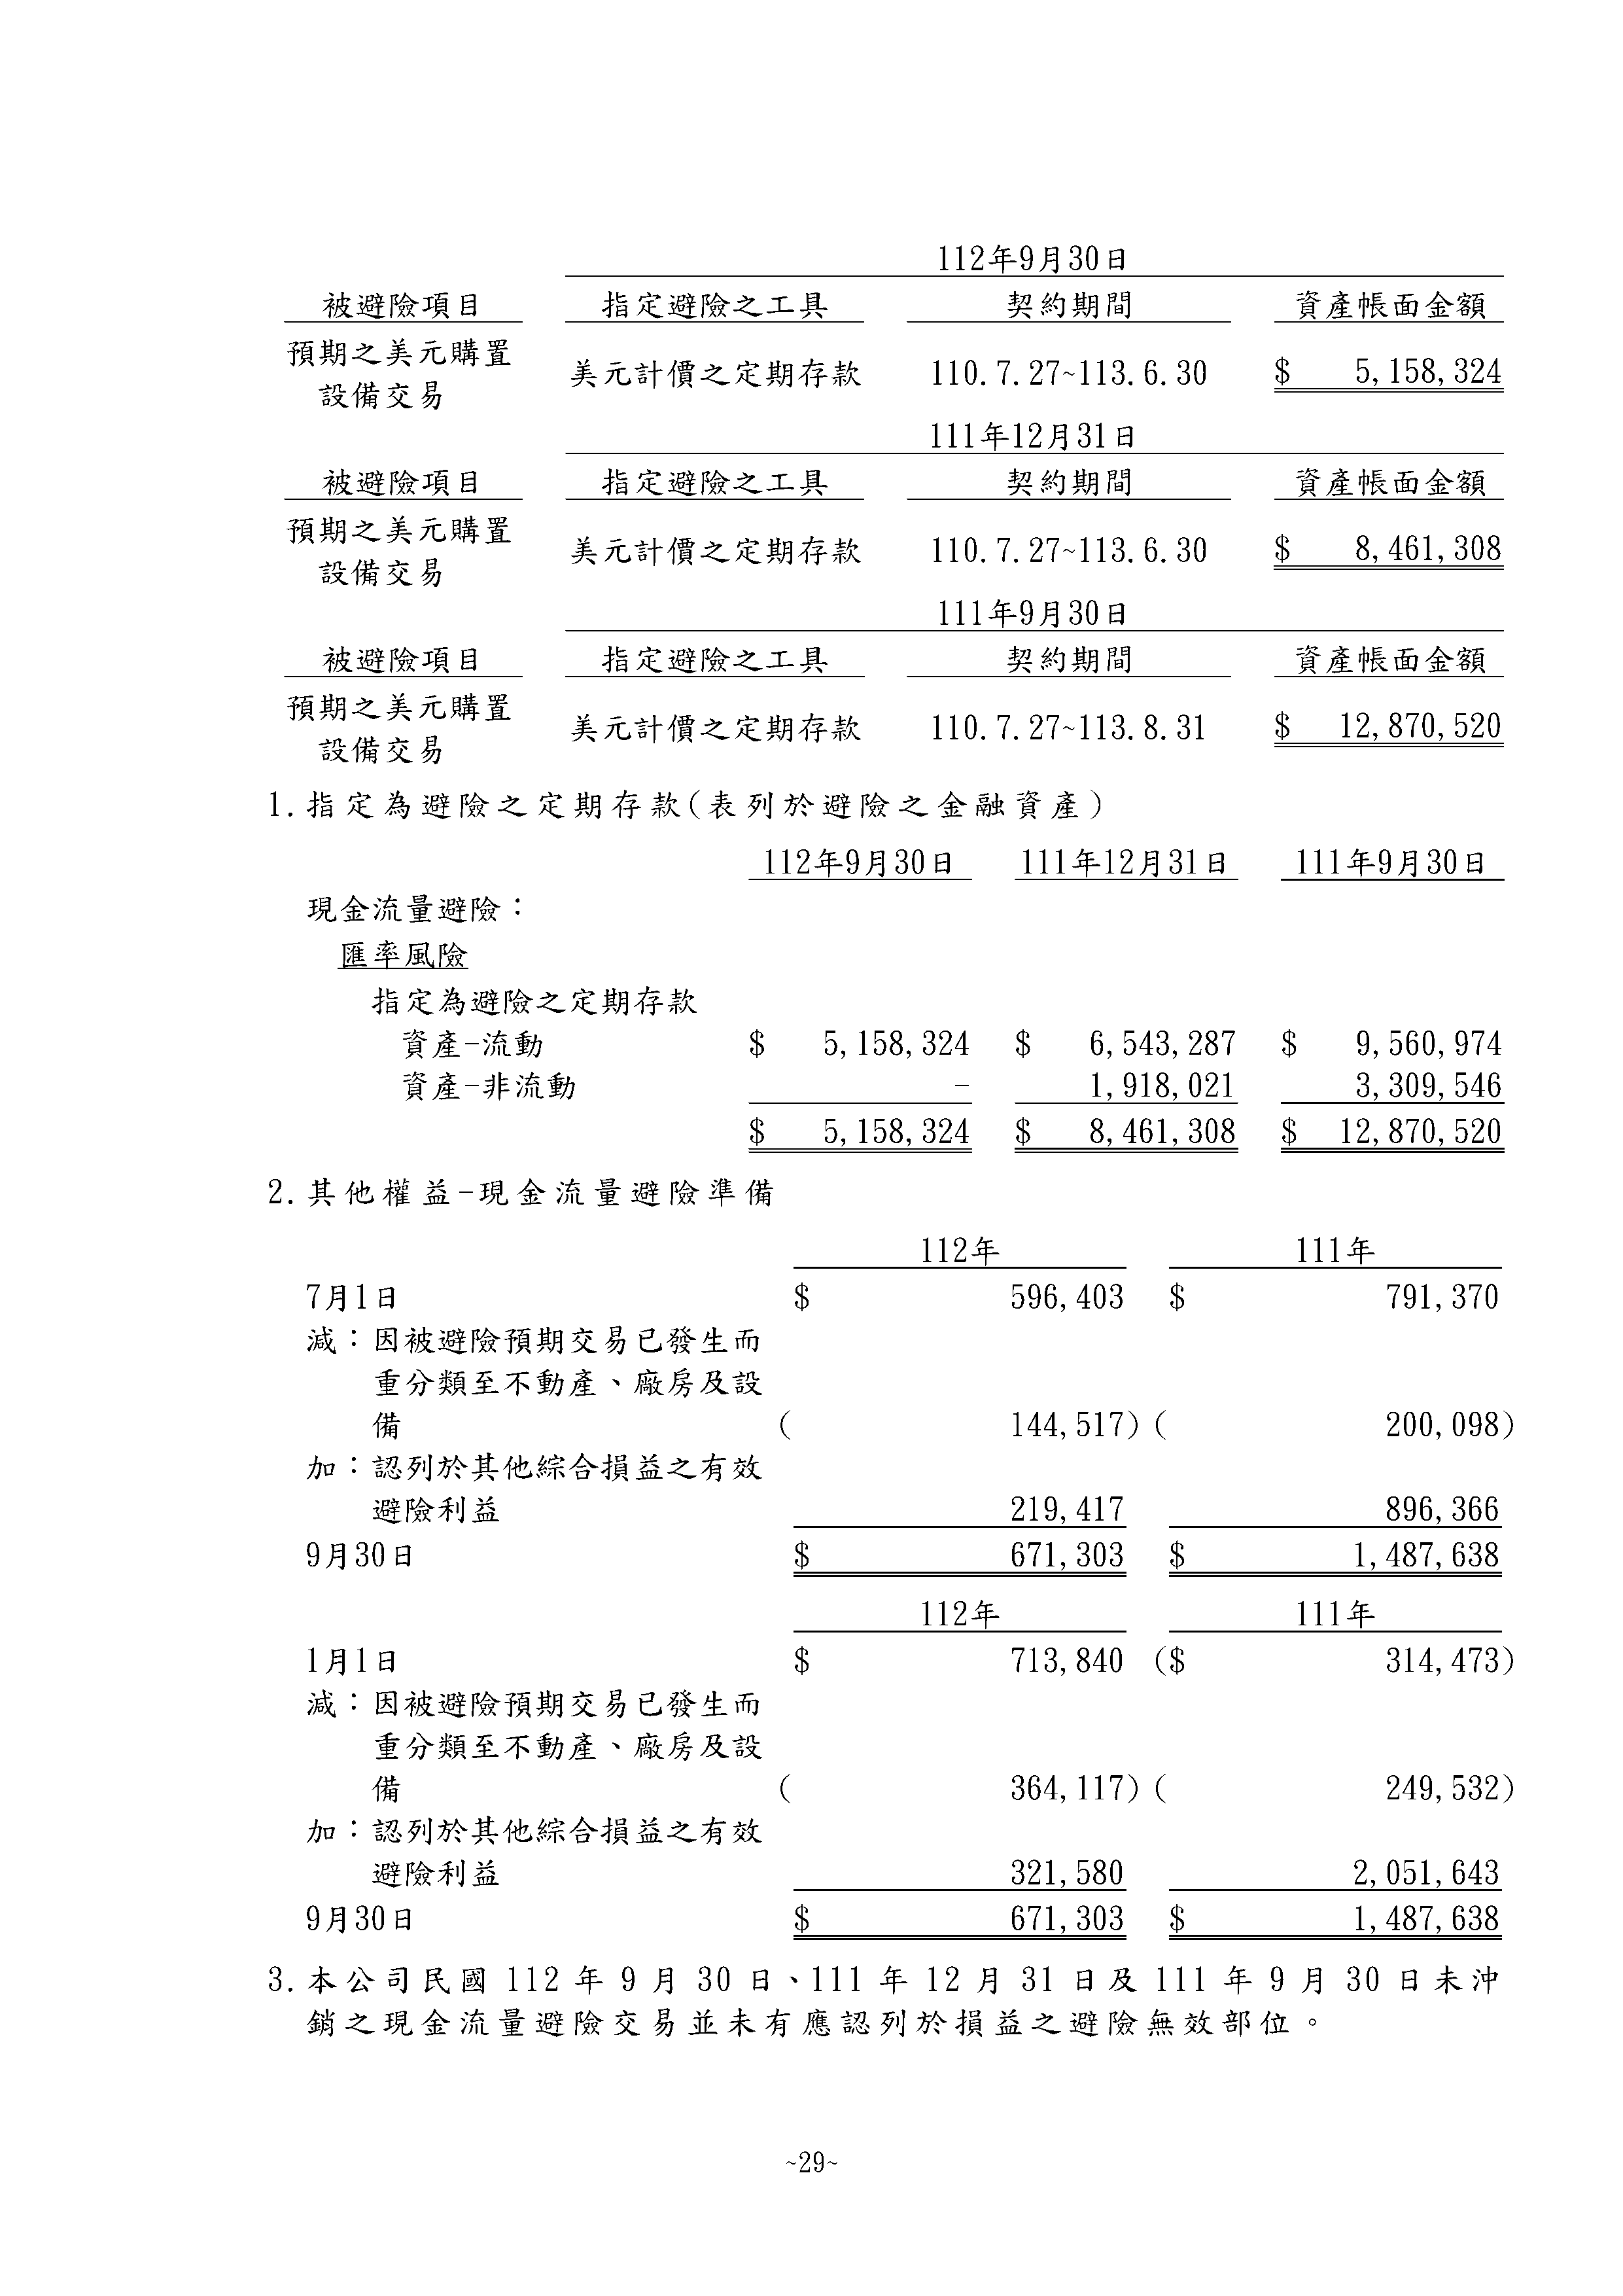 112年9月30日
被避險項目 指定避險之工具 契約期間 資產帳面金額
預期之美元購置
設備交易 美元計價之定期存款 110.7.27~113.6.30 $ 5,158,324
111年12月31日
被避險項目 指定避險之工具 契約期間 資產帳面金額
預期之美元購置
設備交易 美元計價之定期存款 110.7.27~113.6.30 $ 8,461,308
111年9月30日
被避險項目 指定避險之工具 契約期間 資產帳面金額
預期之美元購置
設備交易 美元計價之定期存款 110.7.27~113.8.31 $ 12,870,520
1.指定為避險之定期存款(表列於避險之金融資產)
112年9月30日 111年12月31日 111年9月30日
現金流量避險：
匯率風險
指定為避險之定期存款
資產-流動 $ 5,158,324 $ 6,543,287 $ 9,560,974
資產-非流動 - 1,918,021 3,309,546
$ 5,158,324 $ 8,461,308 $ 12,870,520
2.其他權益-現金流量避險準備
112年 111年
7月1日 $ 596,403 $ 791,370
減：因被避險預期交易已發生而
重分類至不動產、廠房及設
備 ( 144,517) ( 200,098)
加：認列於其他綜合損益之有效
避險利益 219,417 896,366
9月30日 $ 671,303 $ 1,487,638
112年 111年
1月1日 $ 713,840 ($ 314,473)
減：因被避險預期交易已發生而
重分類至不動產、廠房及設
備 ( 364,117) ( 249,532)
加：認列於其他綜合損益之有效
避險利益 321,580 2,051,643
9月30日 $ 671,303 $ 1,487,638
3.本公司民國 112 年 9 月 30 日、111 年 12 月 31 日及 111 年 9 月 30 日未沖
銷之現金流量避險交易並未有應認列於損益之避險無效部位。
~29~